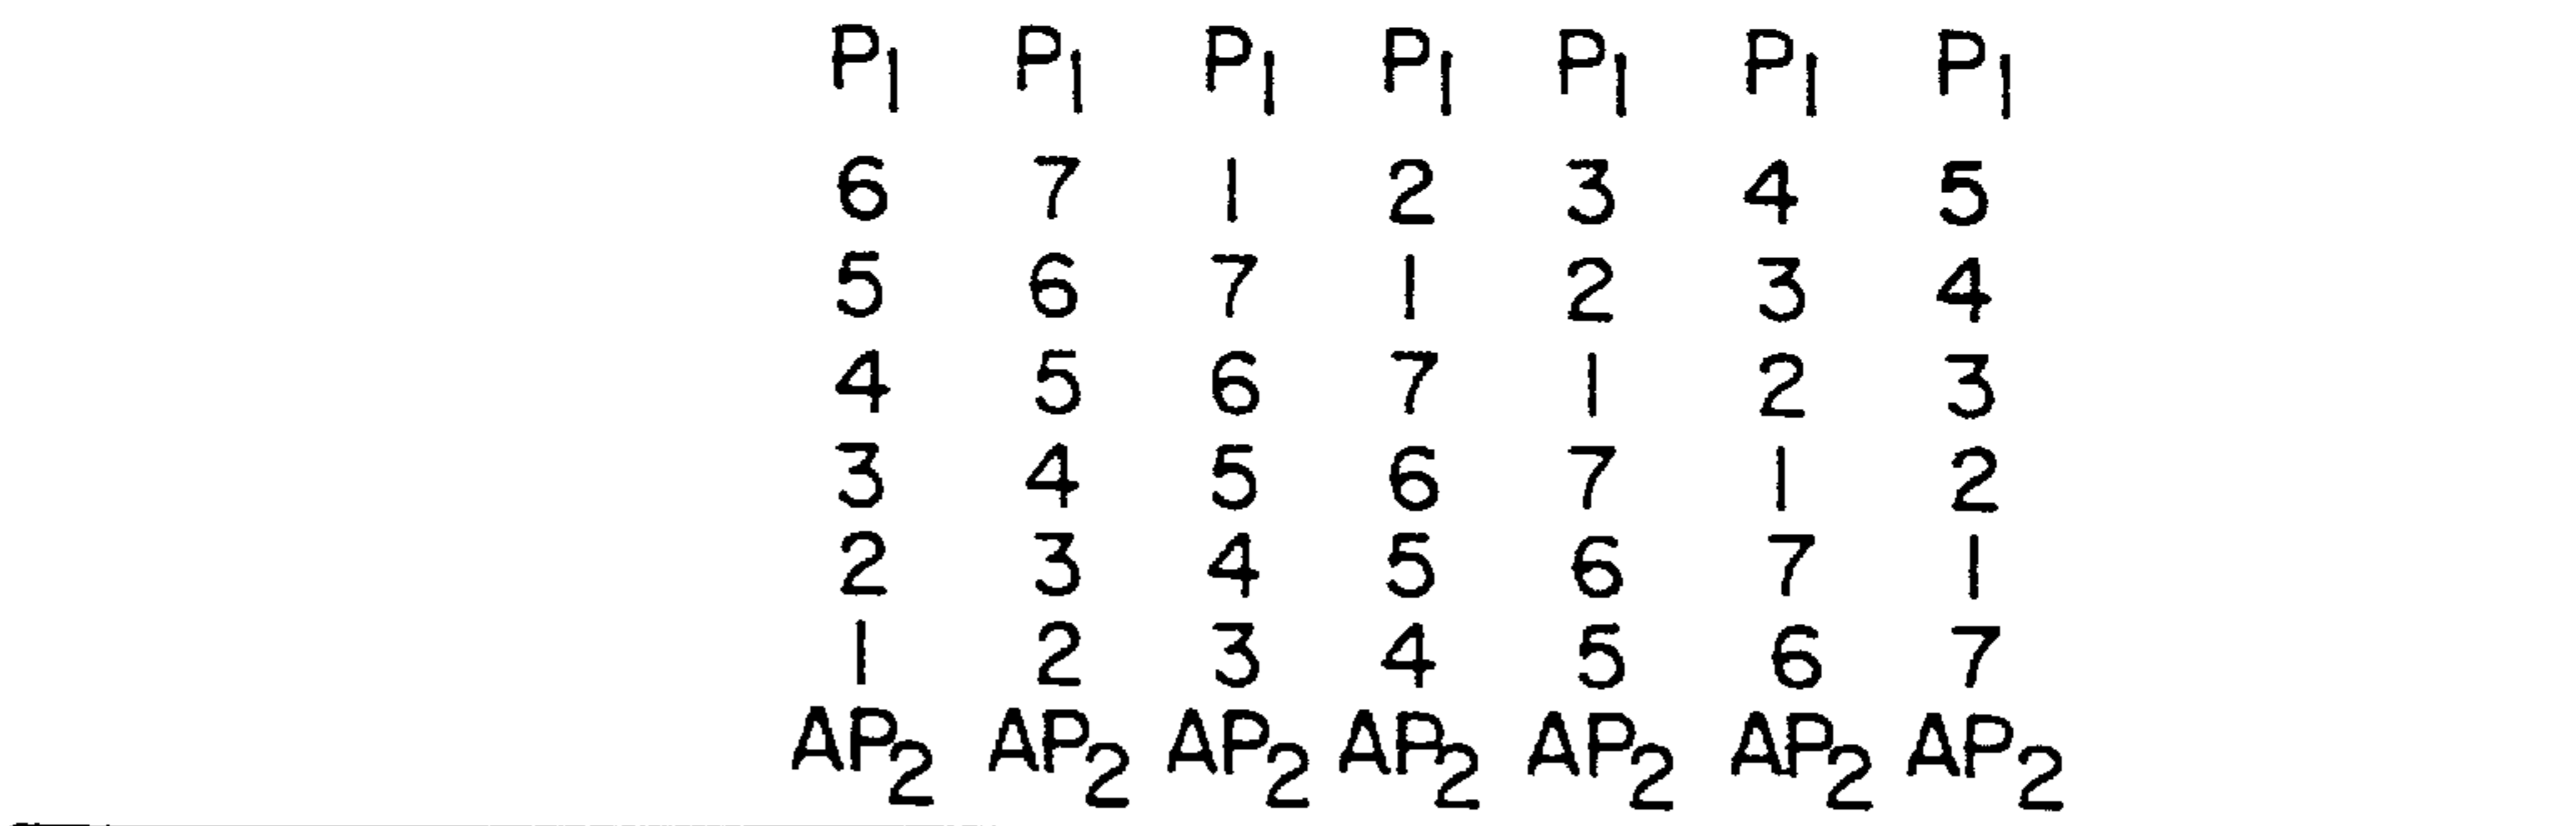 P1 P1 P1 P1 P1 P1 P1
6 7 1 2 3 4 5
5 6 7 1 2 3 4
4 5 6 7 1 2 3
3 4 5 6 7 1 2
2 3 4 5 6 7 1
1 2 3 4 5 6 7
AP2 AP2 AP2 AP2 AP2 AP2 AP2